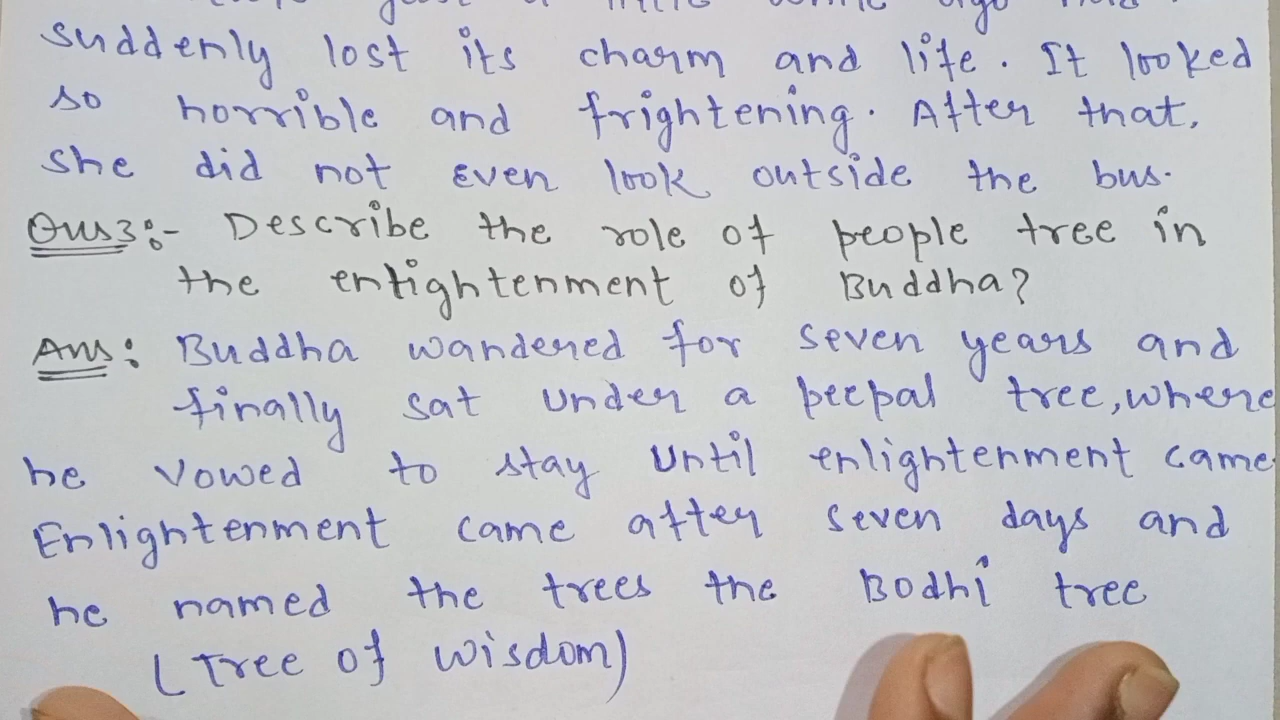 suddenly lost its charm and life. It looked
so horrible and frightening. After that,
she did not even look outside the bus.
Qus3:- Describe the role of people tree in
the enlightenment of Buddha?
Ans: Buddha wandered for seven years and
finally sat under a peepal tree, where
he vowed to stay until enlightenment came
Enlightenment came after seven days and
he named the trees the Bodhi tree
(Tree of wisdom)